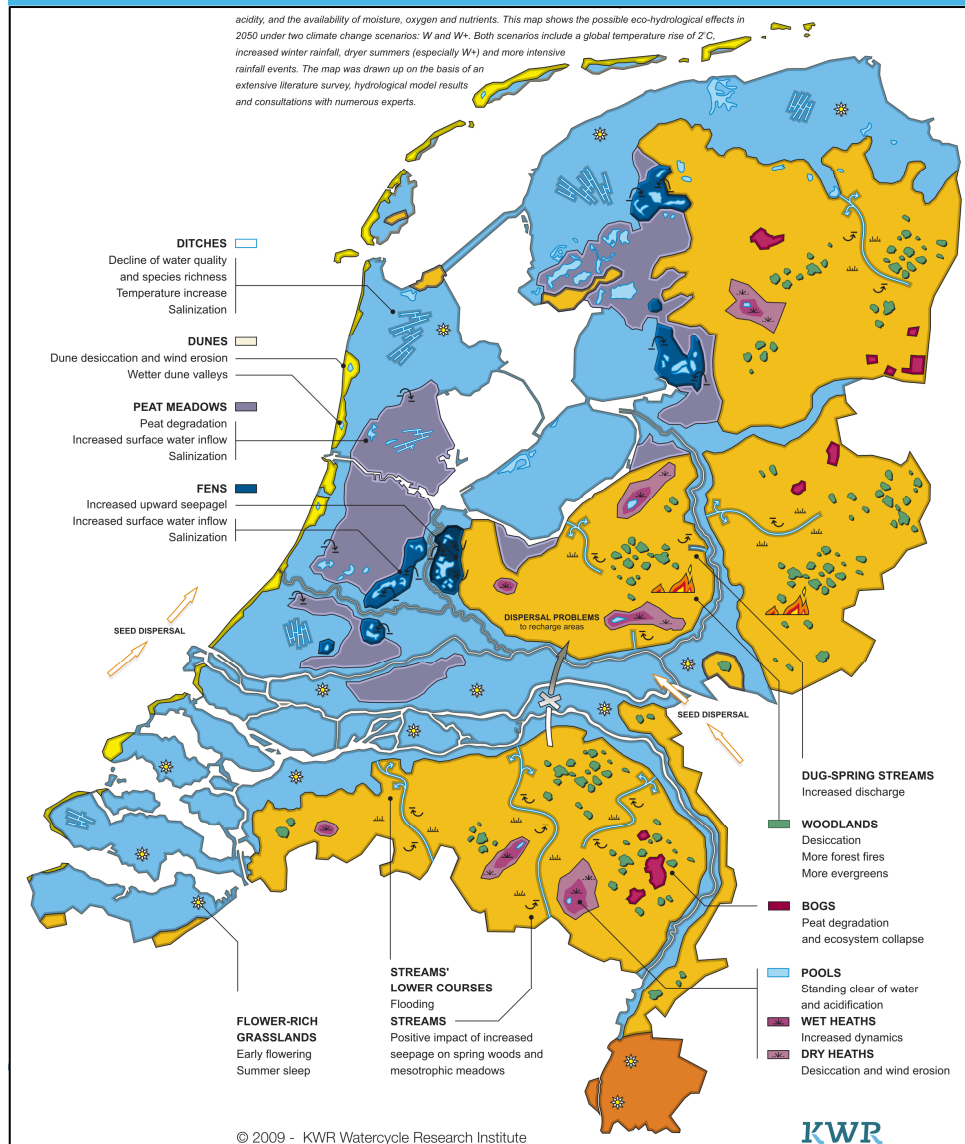 acidity, and the availability of moisture, oxygen and nutrients. This map shows the possible eco-hydrological effects in
2050 under two climate change scenarios: W and W+. Both scenarios include a global temperature rise of 2˚C,
increased winter rainfall, dryer summers (especially W+) and more intensive
rainfall events. The map was drawn up on the basis of an
extensive literature survey, hydrological model results
and consultations with numerous experts.
DITCHES
Decline of water quality
and species richness
Temperature increase
Salinization
DUNES
Dune desiccation and wind erosion
Wetter dune valleys
PEAT MEADOWS
Peat degradation
Increased surface water inflow
Salinization
FENS
Increased upward seepagel
Increased surface water inflow
Salinization
SEED DISPERSAL
DISPERSAL PROBLEMS
to recharge areas
SEED DISPERSAL
DUG-SPRING STREAMS
Increased discharge
WOODLANDS
Desiccation
More forest fires
More evergreens
BOGS
Peat degradation
and ecosystem collapse
POOLS
Standing clear of water
and acidification
WET HEATHS
Increased dynamics
DRY HEATHS
Desiccation and wind erosion
STREAMS'
LOWER COURSES
Flooding
STREAMS
Positive impact of increased
seepage on spring woods and
mesotrophic meadows
FLOWER-RICH
GRASSLANDS
Early flowering
Summer sleep
© 2009 - KWR Watercycle Research Institute
KWR